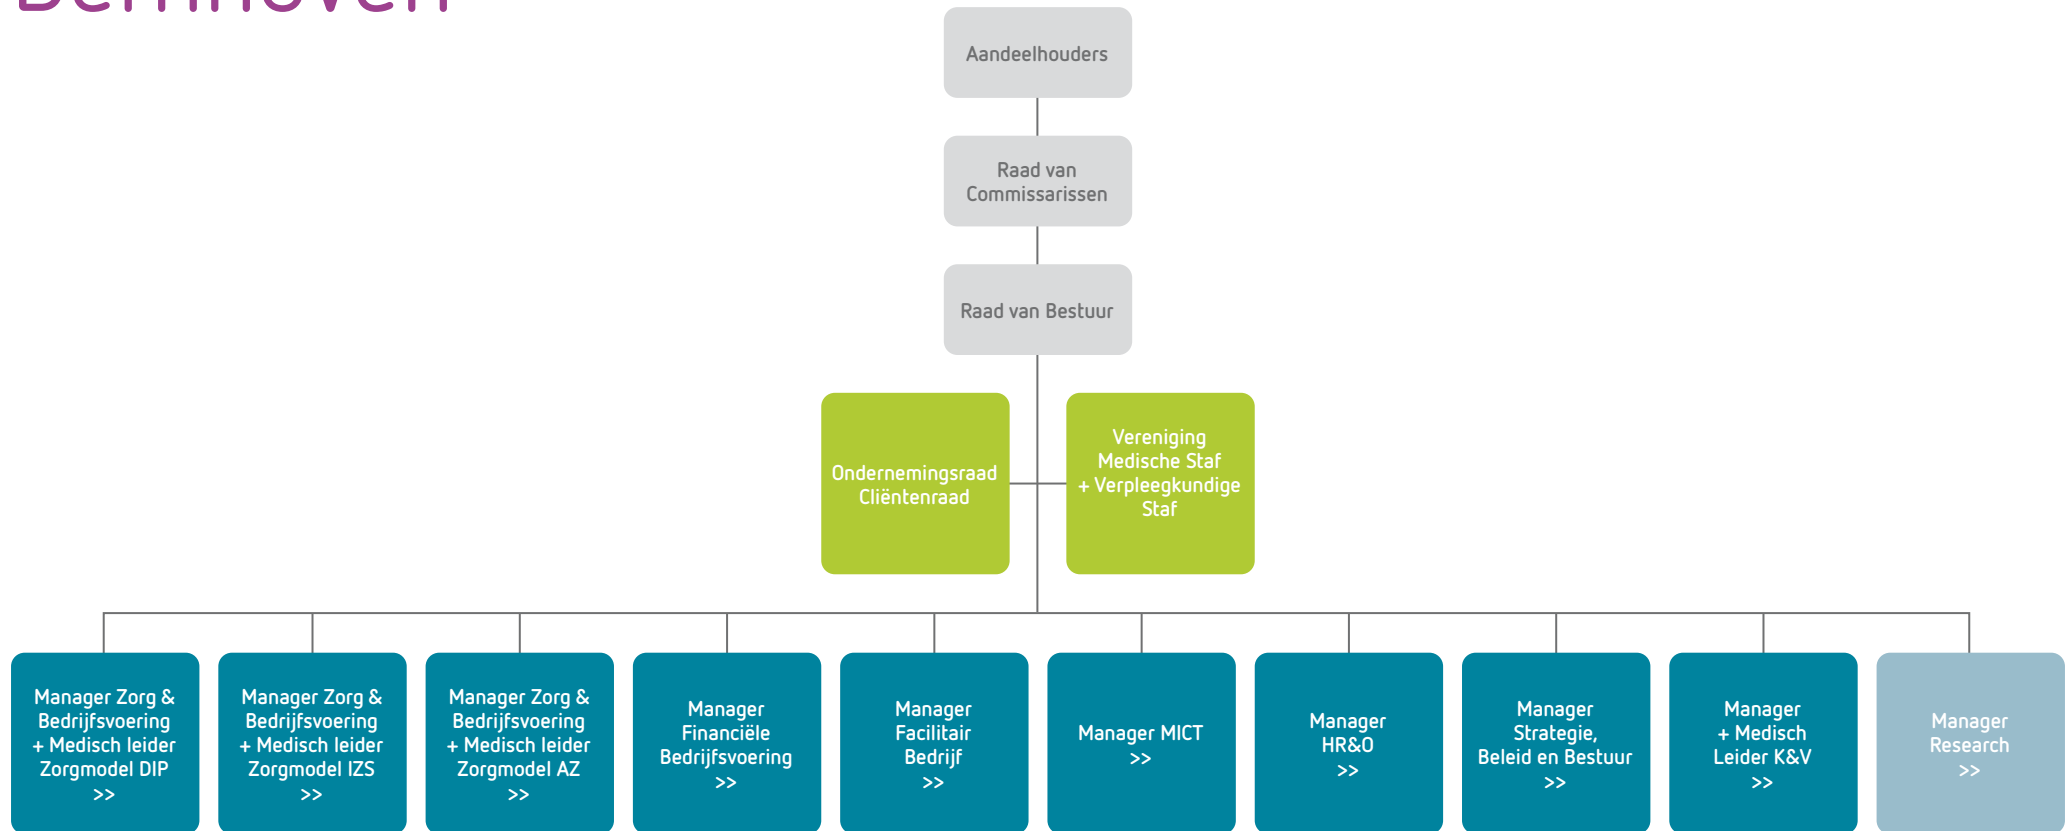 Bernhoven
Aandeelhouders
Raad van
Commissarissen
Raad van Bestuur
Ondernemingsraad
Cliëntenraad
Vereniging
Medische Staf
+ Verpleegkundige
Staf
Manager Zorg &
Bedrijfsvoering
+ Medisch leider
Zorgmodel DIP
>>
Manager Zorg &
Bedrijfsvoering
+ Medisch leider
Zorgmodel IZS
>>
Manager Zorg &
Bedrijfsvoering
+ Medisch leider
Zorgmodel AZ
>>
Manager
Financiële
Bedrijfsvoering
>>
Manager
Facilitair
Bedrijf
>>
Manager MICT
>>
Manager
HR&O
>>
Manager
Strategie,
Beleid en Bestuur
>>
Manager
+ Medisch
Leider K&V
>>
Manager
Research
>>